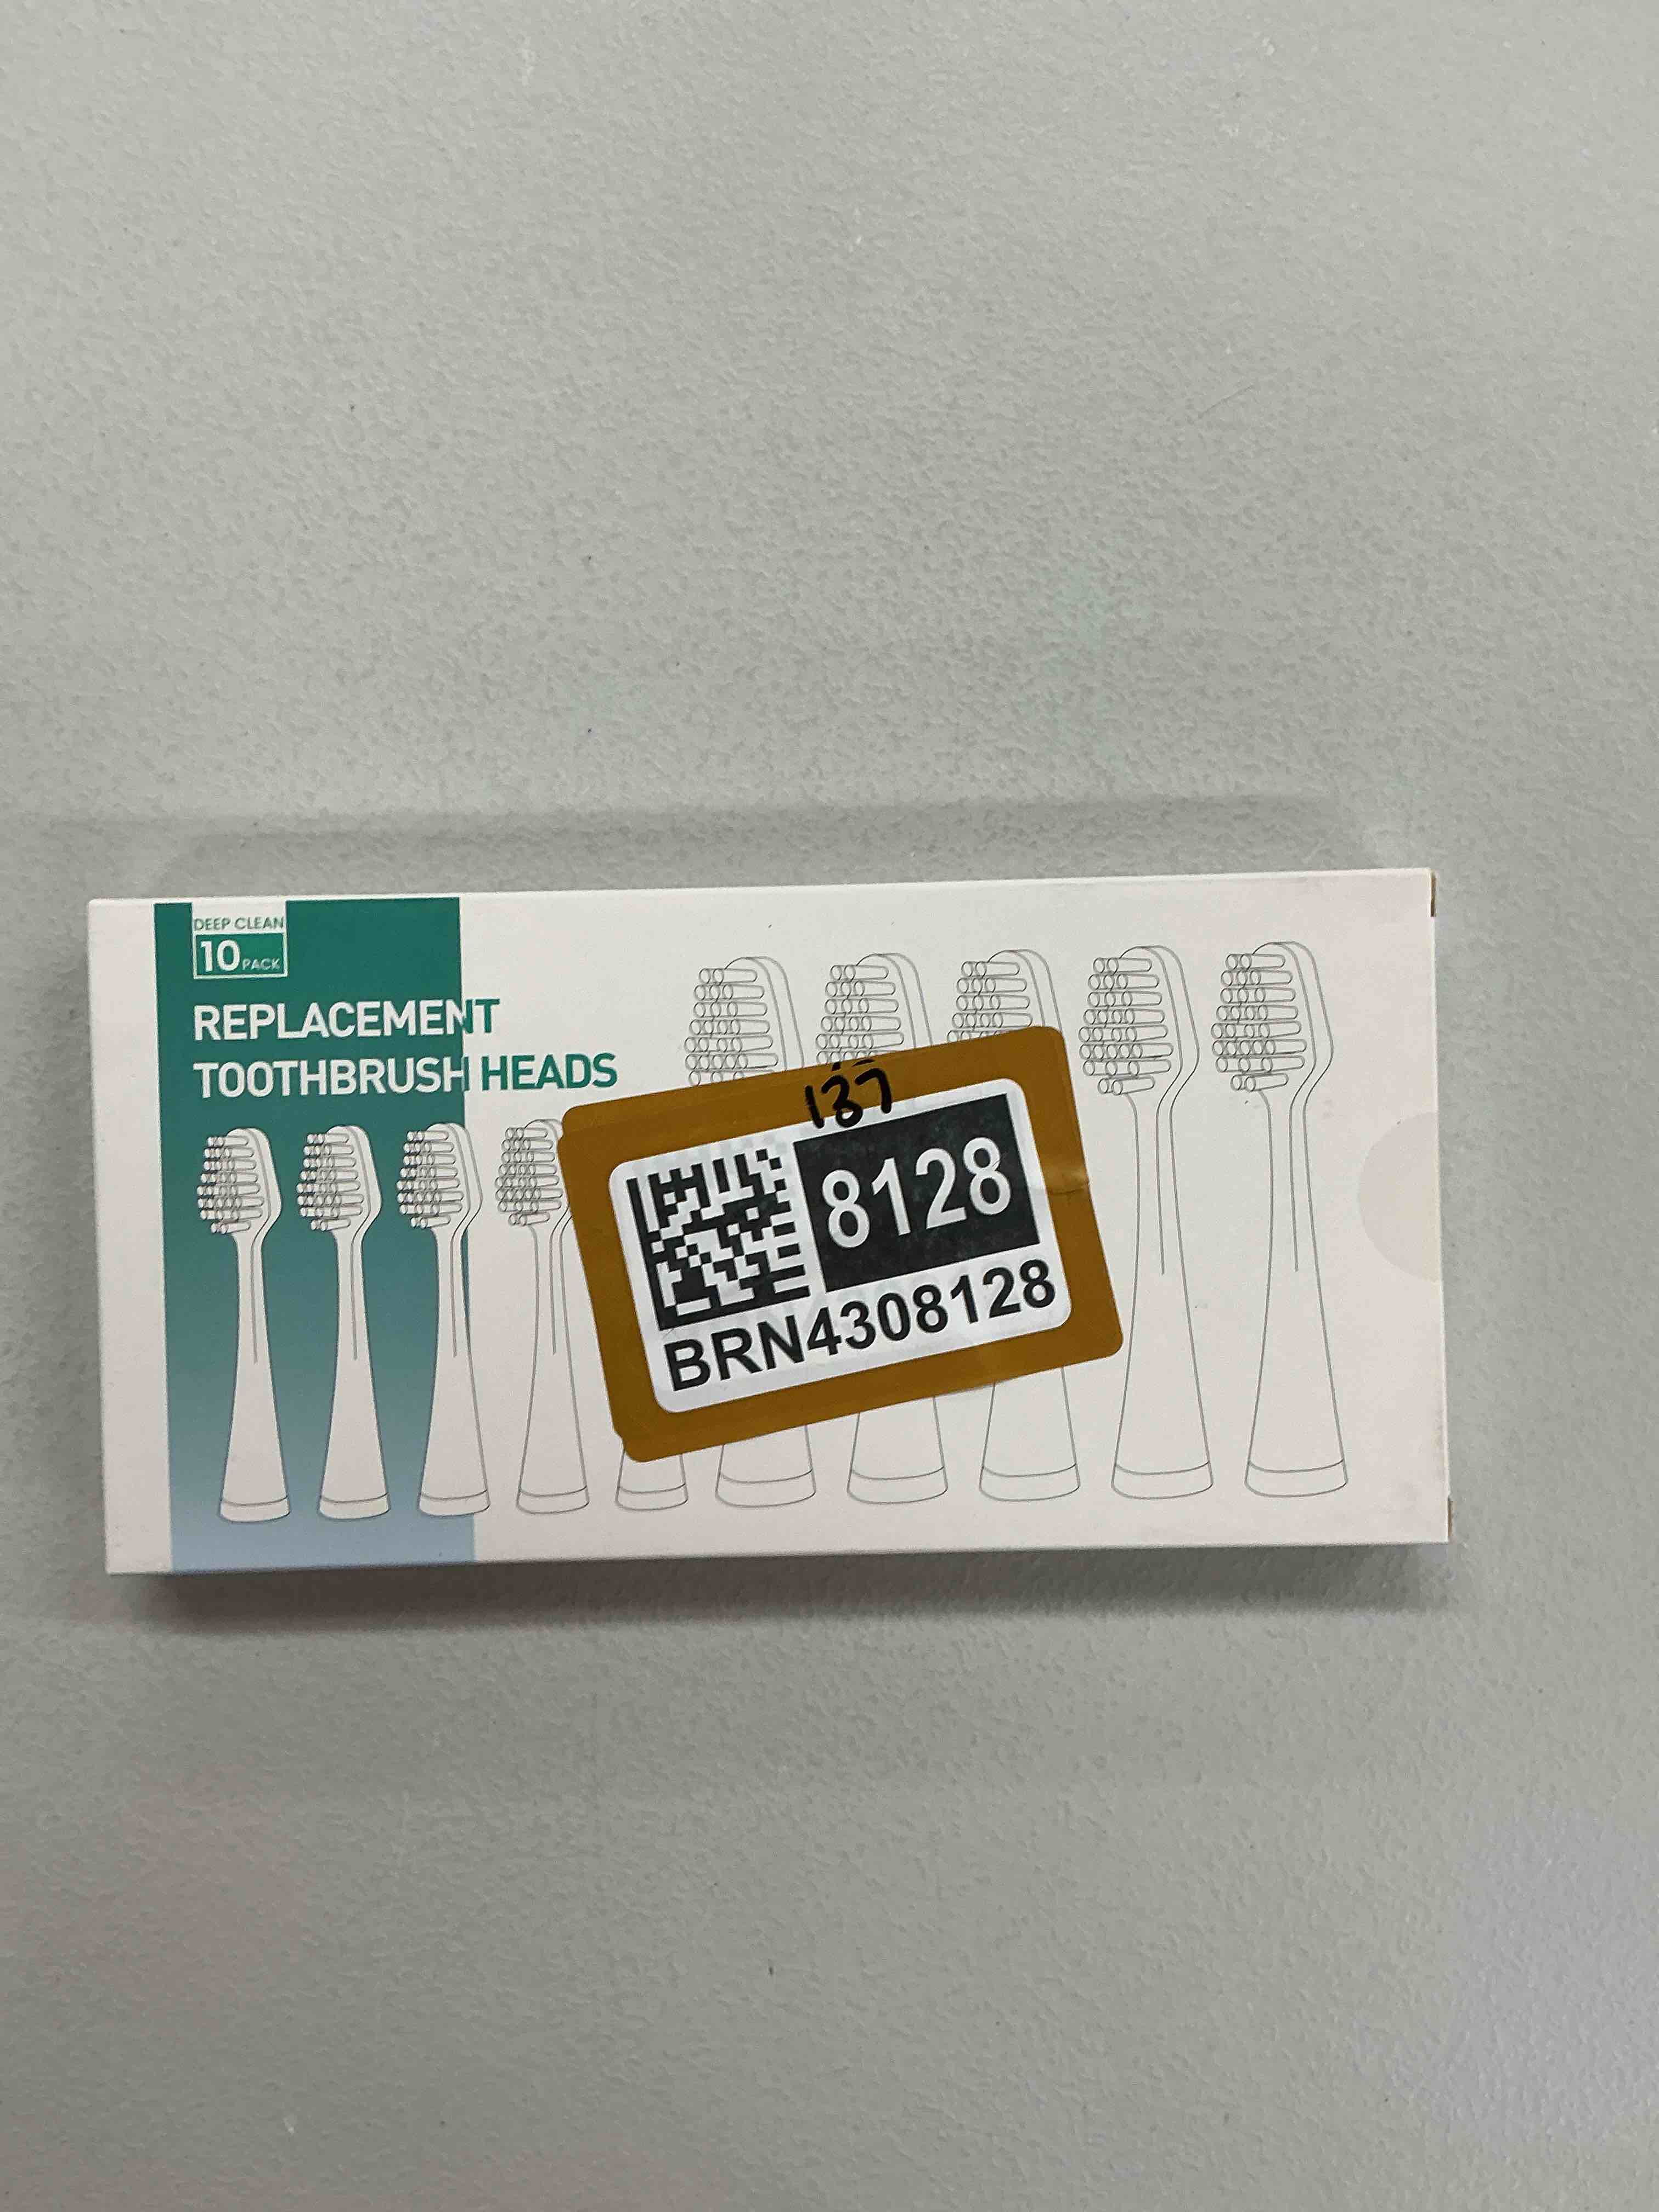 DEEP CLEAN
10 PACK
REPLACEMENT
TOOTHBRUSH HEADS
137
8128
BRN4308128